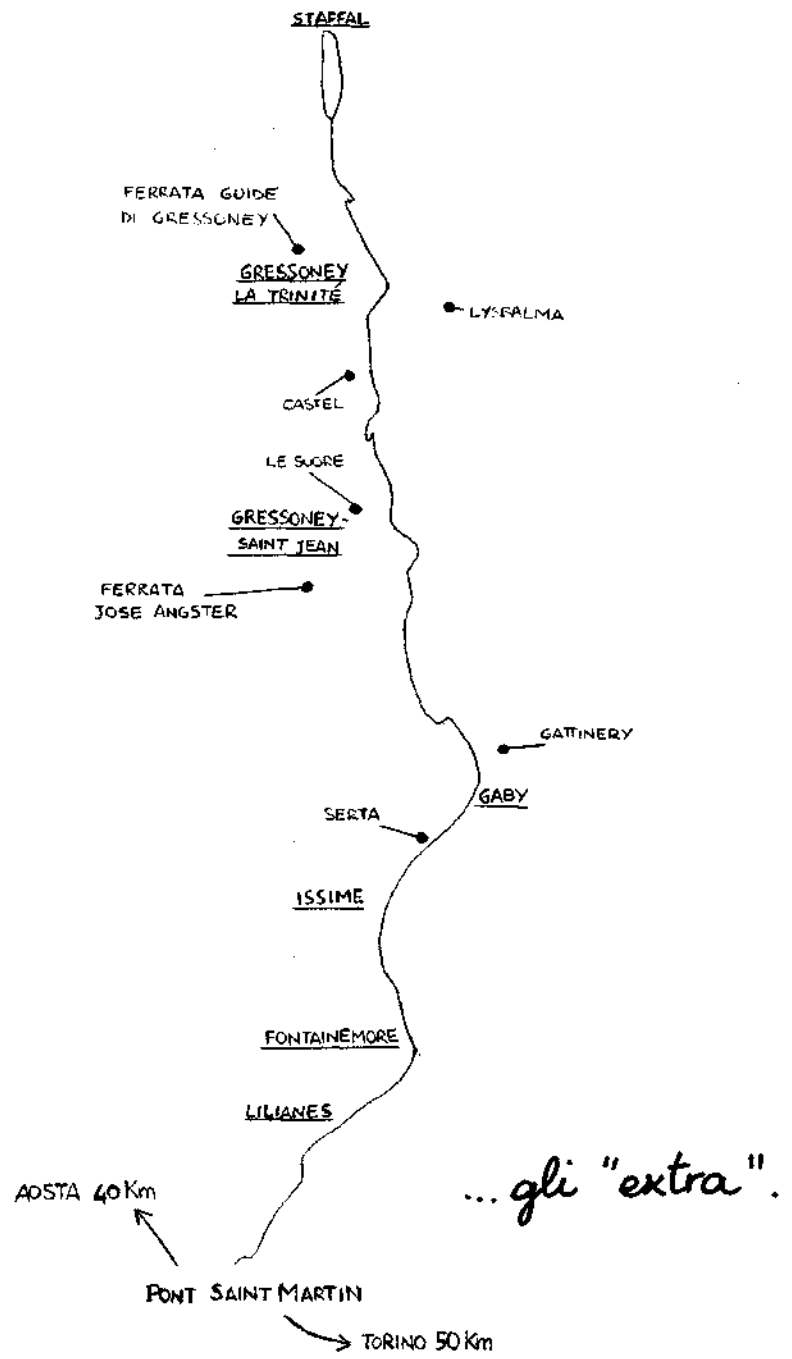 STAFFAL
FERRATA GUIDE
DI GRESSONEY
GRESSONEY
LA TRINITÉ
LYSBALMA
CASTEL
LE SUORE
GRESSONEY-
SAINT JEAN
FERRATA
JOSE ANGSTER
GATTINERY
GABY
SERTA
ISSIME
FONTAINEMORE
LILIANES
... gli "extra".
AOSTA 40 Km
PONT SAINT MARTIN
TORINO 50 Km